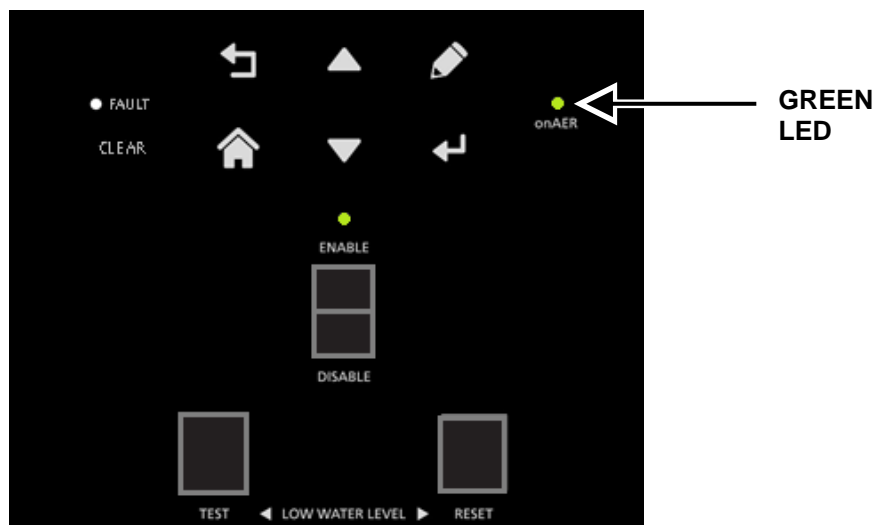 FAULT
onAER
GREEN
LED
CLEAR
ENABLE
DISABLE
TEST ◀ LOW WATER LEVEL ▶ RESET